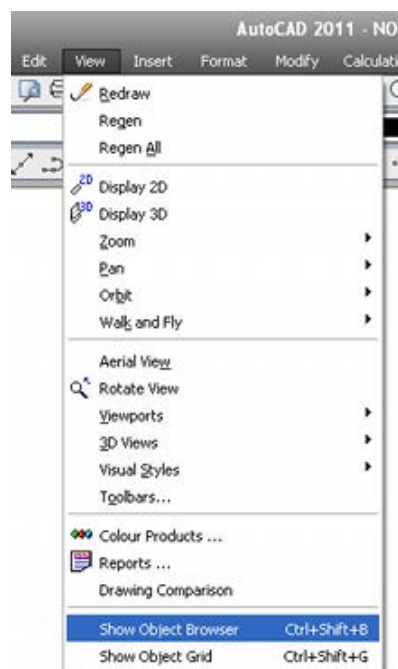 AutoCAD 2011 - NO
Edit View Insert Format Modify Calculati
Redraw
Regen
Regen All
2D Display 2D
3D Display 3D
Zoom
Pan
Orbit
Walk and Fly
Aerial View
Rotate View
Viewports
3D Views
Visual Styles
Toolbars...
Colour Products ...
Reports ...
Drawing Comparison
Show Object Browser Ctrl+Shift+B
Show Object Grid Ctrl+Shift+G